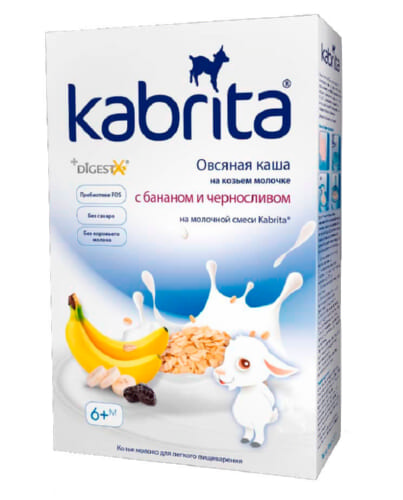 kabrita®
+DIGESTX®
Овсяная каша
на козьем молочке
с бананом и черносливом
на молочной смеси Kabrita®
Пребиотики FOS
Без сахара
Без коровьего
молока
6+м
Козье молоко для легкого пищеварения